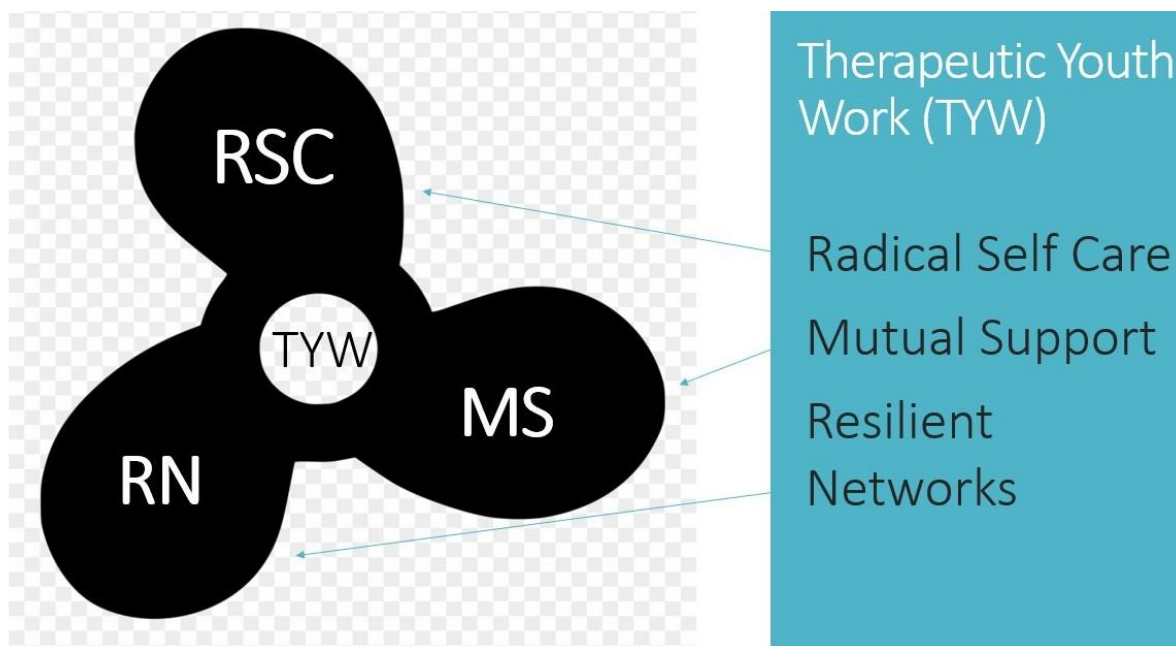 RSC
TYW
MS
RN
Therapeutic Youth
Work (TYW)
Radical Self Care
Mutual Support
Resilient
Networks